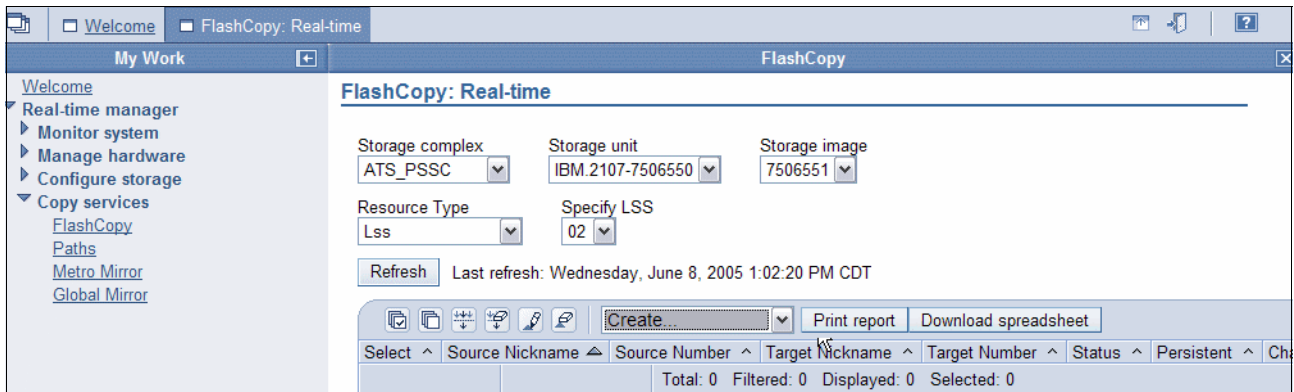 Welcome FlashCopy: Real-time ?
My Work FlashCopy
Welcome
Real-time manager
Monitor system
Manage hardware
Configure storage
Copy services
FlashCopy
Paths
Metro Mirror
Global Mirror
FlashCopy: Real-time
Storage complex Storage unit Storage image
ATS_PSSC IBM.2107-7506550 7506551
Resource Type Specify LSS
Lss 02
Refresh Last refresh: Wednesday, June 8, 2005 1:02:20 PM CDT
Create... Print report Download spreadsheet
Select Source Nickname Source Number Target Nickname Target Number Status Persistent
Total: 0 Filtered: 0 Displayed: 0 Selected: 0